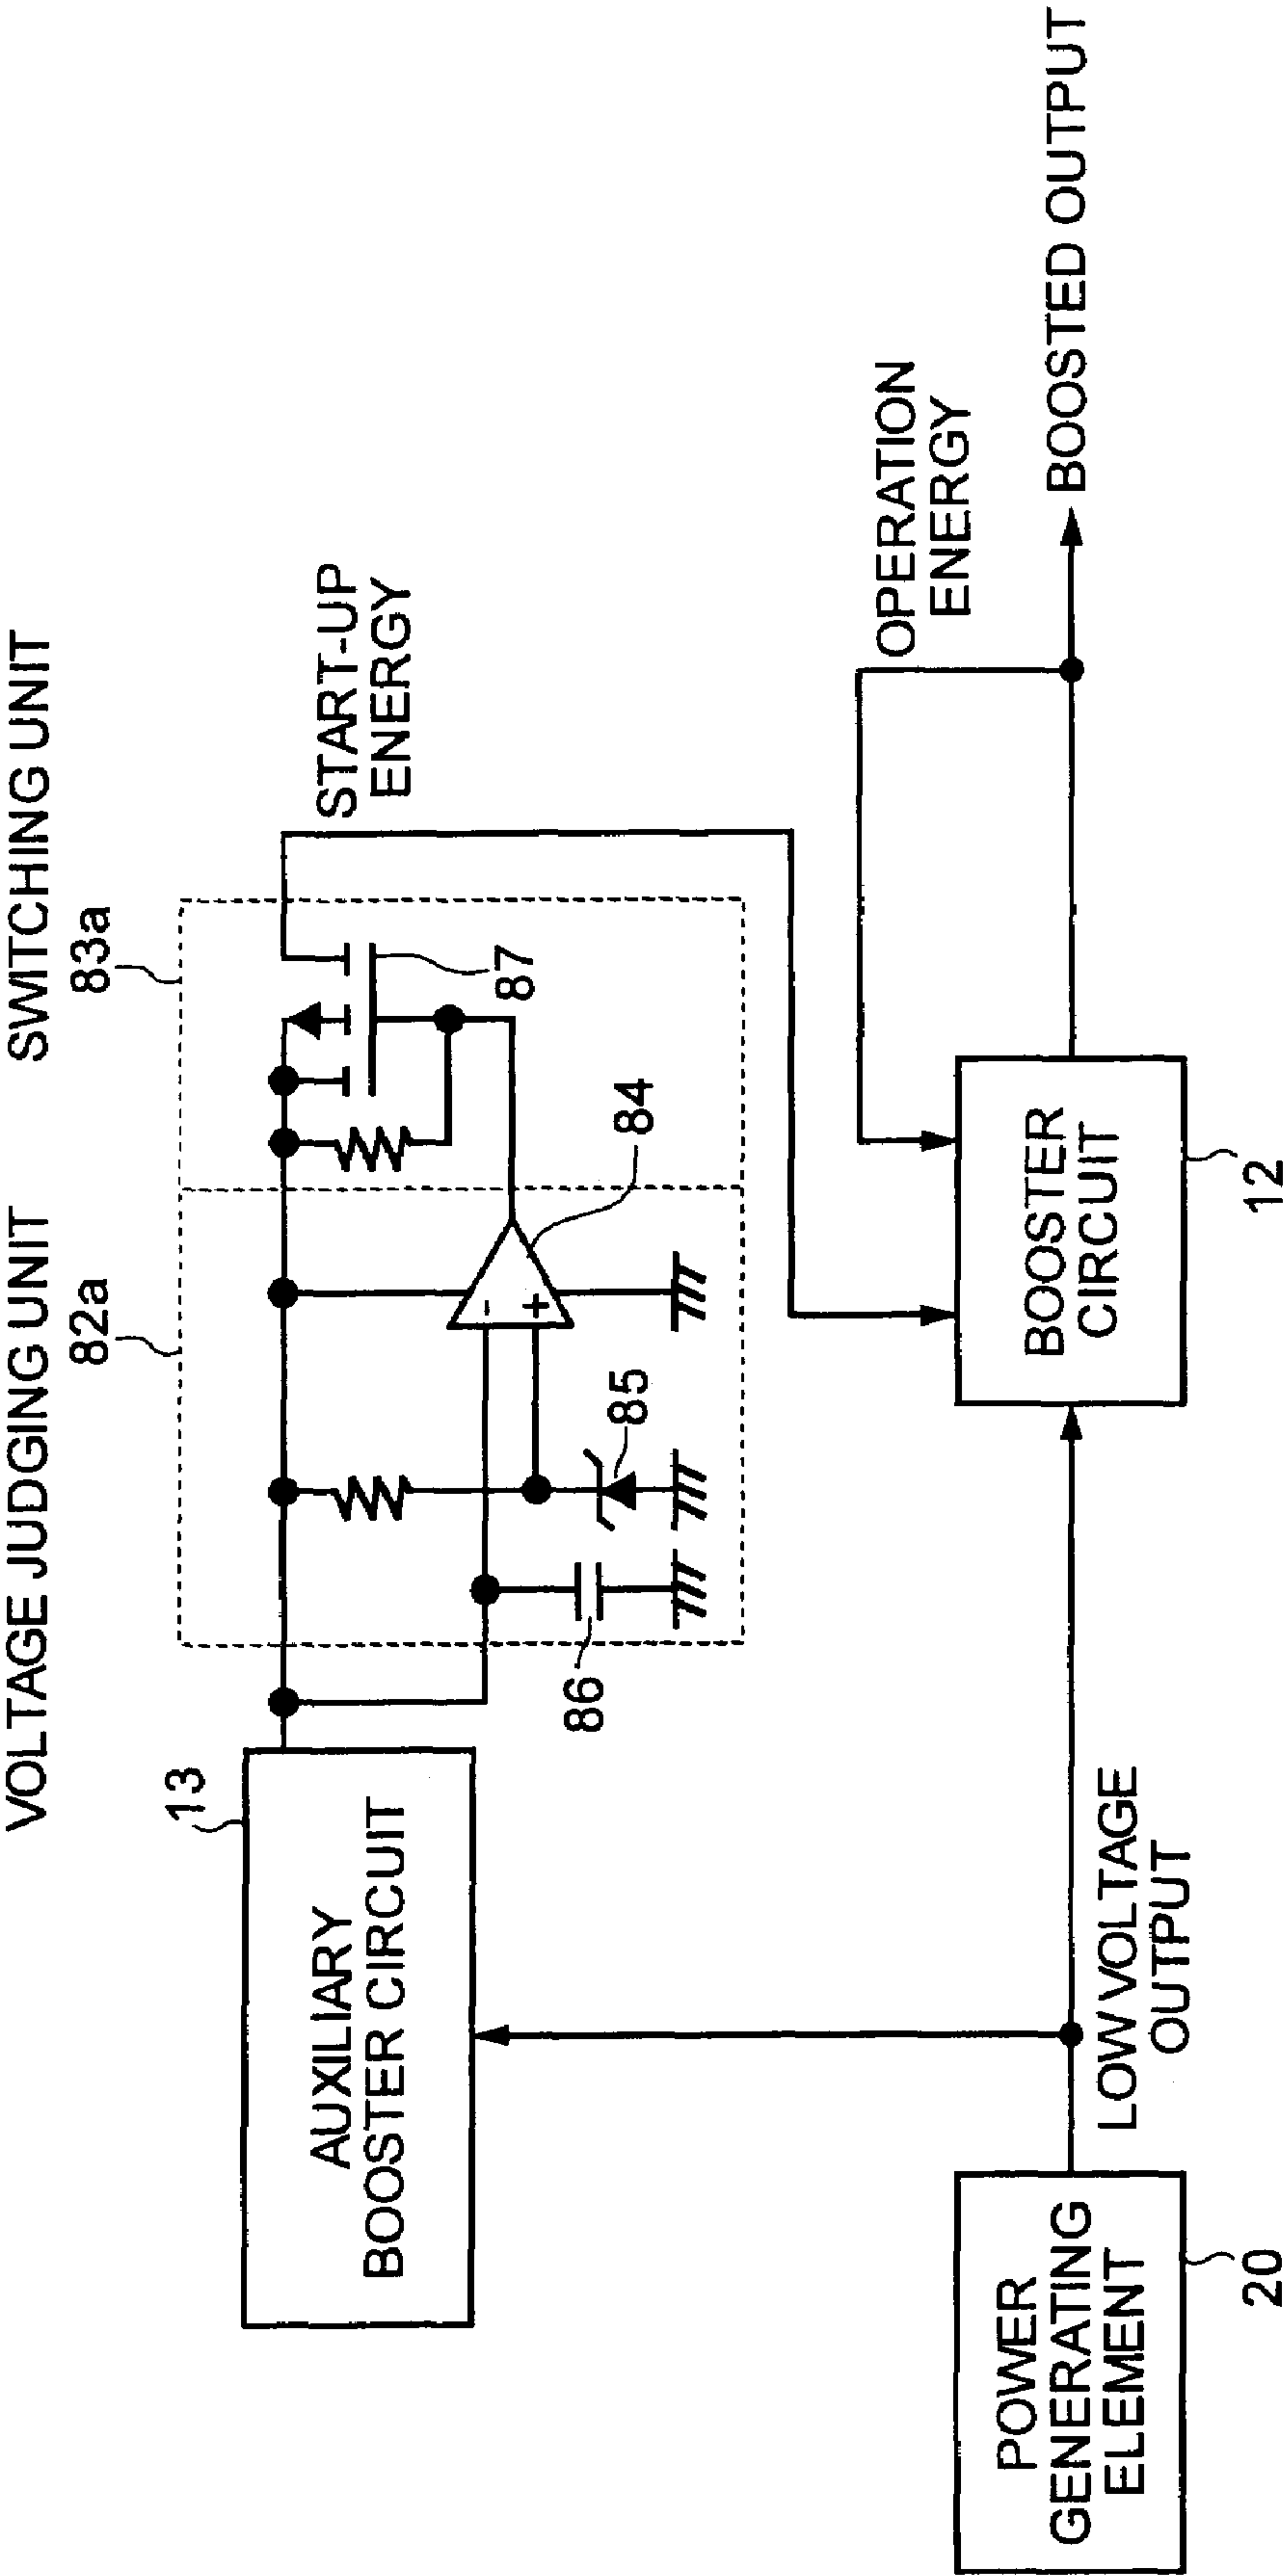 VOLTAGE JUDGING UNIT
SWITCHING UNIT
82a
83a
13
AUXILIARY
BOOSTER CIRCUIT
START-UP
ENERGY
-
+
84
85
86
87
OPERATION
ENERGY
POWER
GENERATING
ELEMENT
20
LOW VOLTAGE
OUTPUT
BOOSTER
CIRCUIT
12
BOOSTED OUTPUT